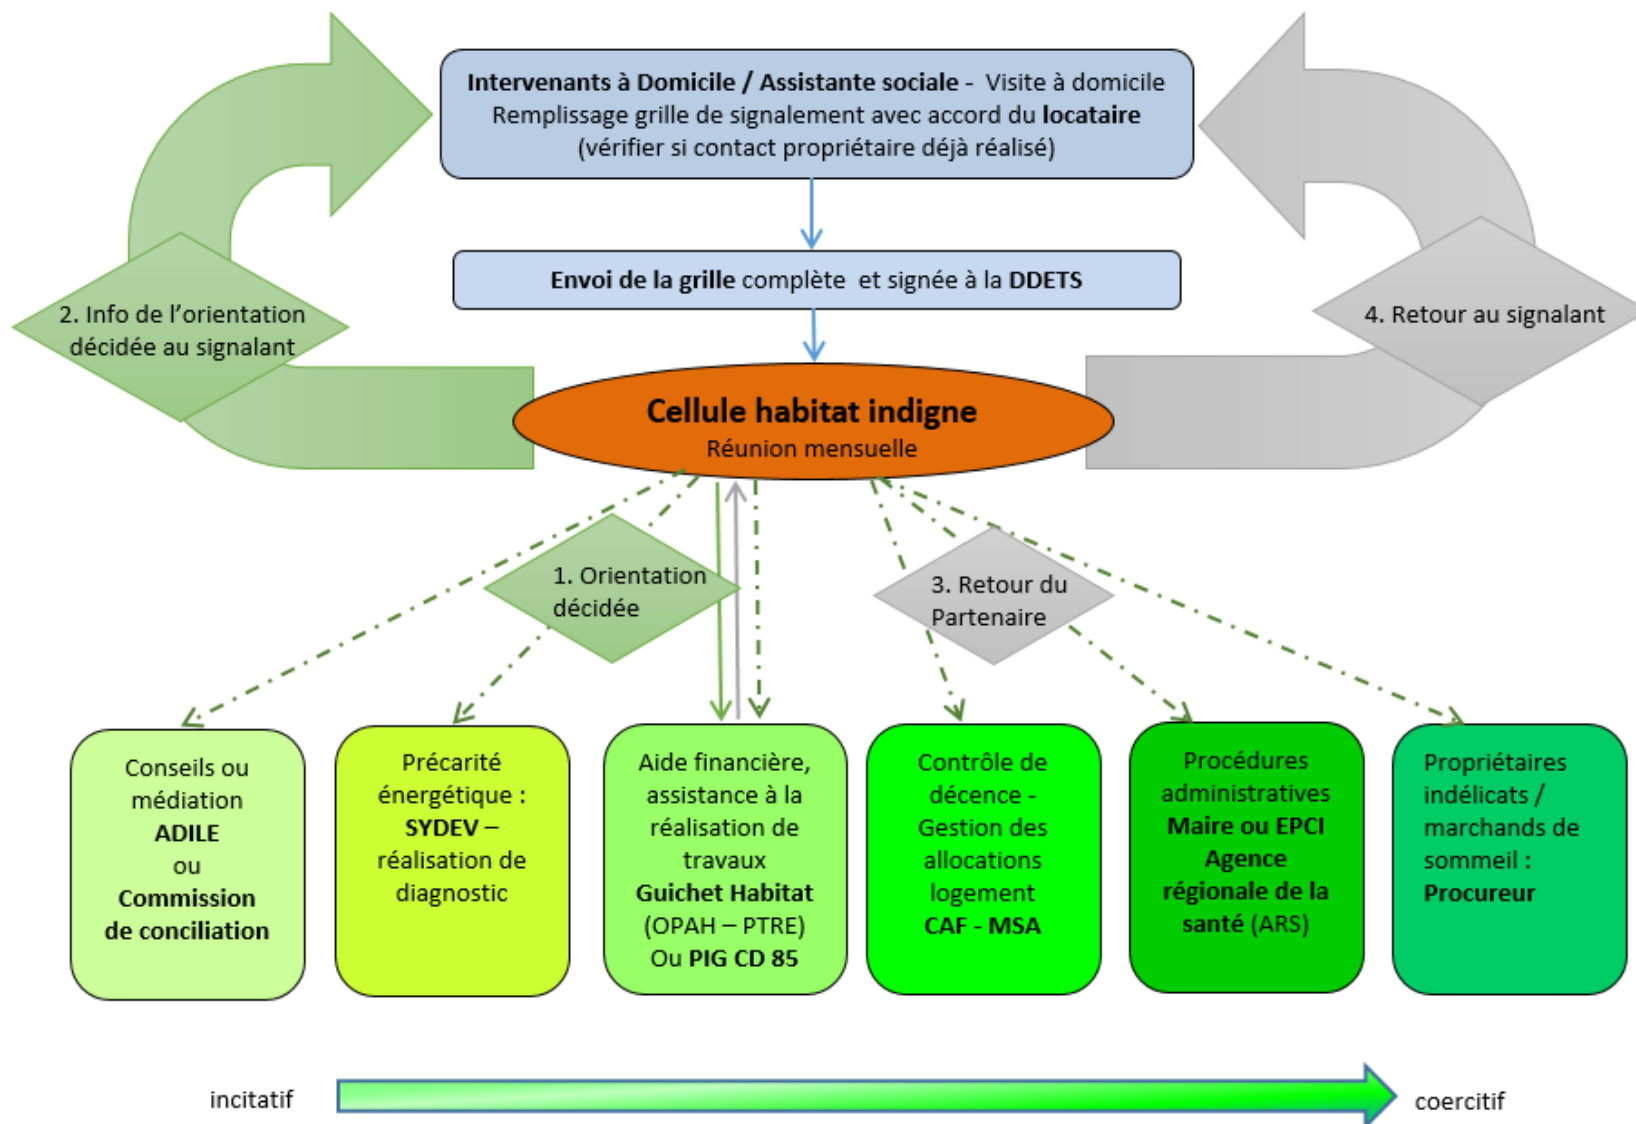 Intervenants à Domicile / Assistante sociale - Visite à domicile
Remplissage grille de signalement avec accord du locataire
(vérifier si contact propriétaire déjà réalisé)
Envoi de la grille complète et signée à la DDETS
2. Info de l'orientation
décidée au signalant
4. Retour au signalant
Cellule habitat indigne
Réunion mensuelle
1. Orientation
décidée
3. Retour du
Partenaire
Conseils ou
médiation
ADILE
ou
Commission
de conciliation
Précarité
énergétique :
SYDEV –
réalisation de
diagnostic
Aide financière,
assistance à la
réalisation de
travaux
Guichet Habitat
(OPAH – PTRE)
Ou PIG CD 85
Contrôle de
décence -
Gestion des
allocations
logement
CAF - MSA
Procédures
administratives
Maire ou EPCI
Agence
régionale de la
santé (ARS)
Propriétaires
indélicats /
marchands de
sommeil :
Procureur
incitatif
coercitif